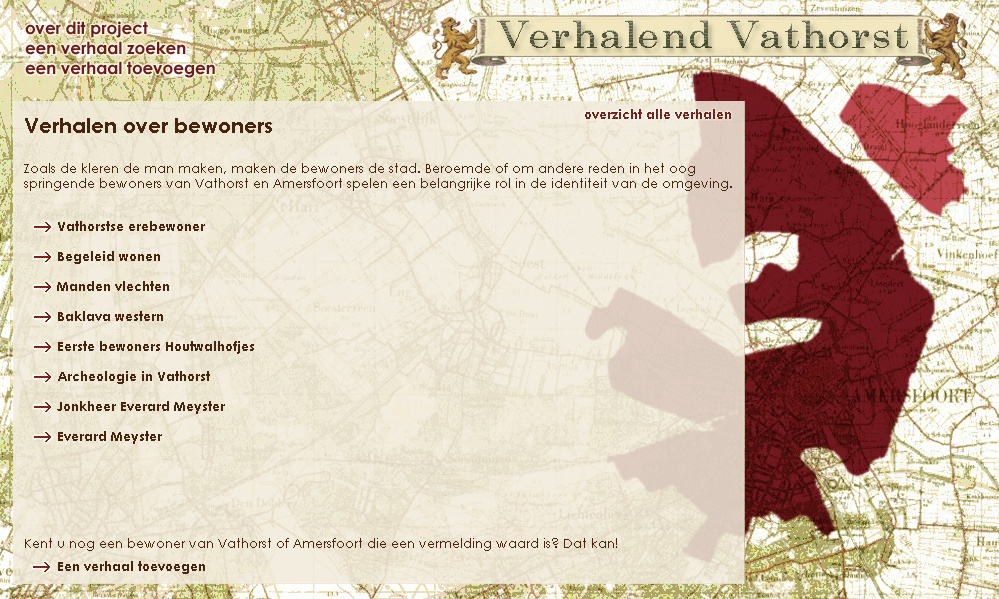 over dit project
een verhaal zoeken
een verhaal toevoegen
Verhalend Vathorst
overzicht alle verhalen
Verhalen over bewoners
Zoals de kleren de man maken, maken de bewoners de stad. Beroemde of om andere reden in het oog
springende bewoners van Vathorst en Amersfoort spelen een belangrijke rol in de identiteit van de omgeving.
→ Vathorstse erebewoner
→ Begeleid wonen
→ Manden vlechten
→ Baklava western
→ Eerste bewoners Houtwalhofjes
→ Archeologie in Vathorst
→ Jonkheer Everard Meyster
→ Everard Meyster
Kent u nog een bewoner van Vathorst of Amersfoort die een vermelding waard is? Dat kan!
→ Een verhaal toevoegen
Zevenhuizen
Hooglanderveen
Vinkenhoef
AMERSFOORT
Soest